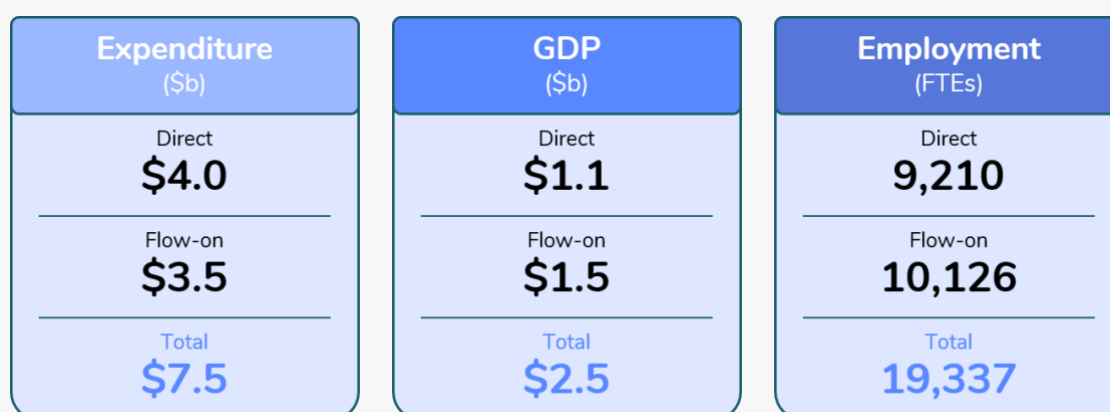 Expenditure
($b)
Direct
$4.0
Flow-on
$3.5
Total
$7.5
GDP
($b)
Direct
$1.1
Flow-on
$1.5
Total
$2.5
Employment
(FTEs)
Direct
9,210
Flow-on
10,126
Total
19,337